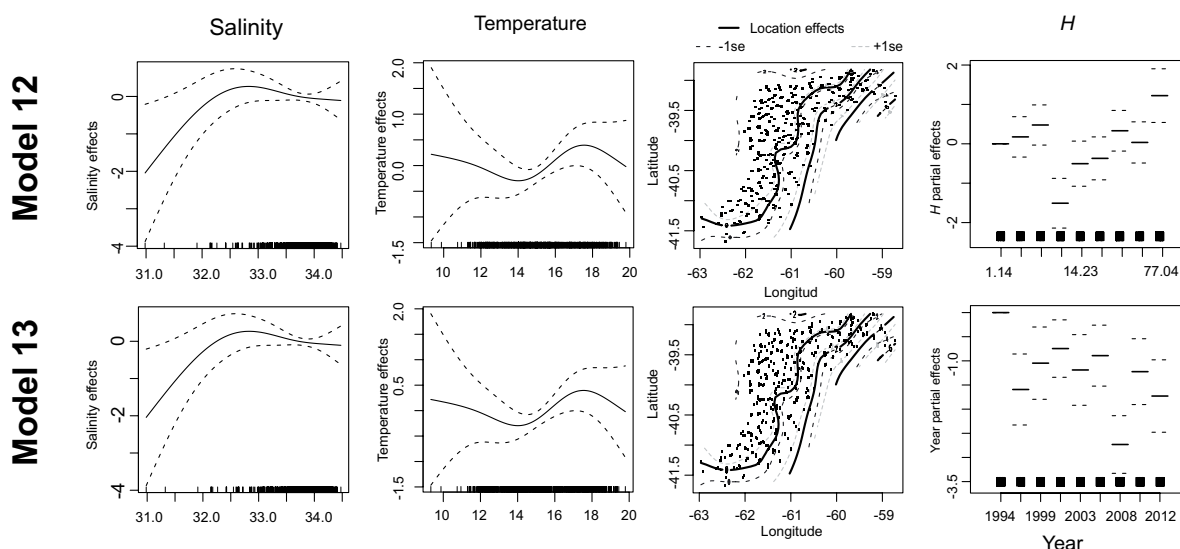 Salinity
Temperature
Location effects
-1se
+1se
H
Model 12
Salinity effects
0
-2
-4
31.0 32.0 33.0 34.0
Temperature effects
2.0
1.0
0.0
-1.5
10 12 14 16 18 20
Latitude
-39.5
-40.5
-41.5
-63 -62 -61 -60 -59
Longitud
H partial effects
2
0
-2
1.14 14.23 77.04
Model 13
Salinity effects
0
-2
-4
31.0 32.0 33.0 34.0
Temperature effects
2.0
0.5
-1.5
10 12 14 16 18 20
Latitude
-39.5
-40.5
-41.5
-63 -62 -61 -60 -59
Longitude
Year partial effects
-1.0
-3.5
1994 1999 2003 2008 2012
Year